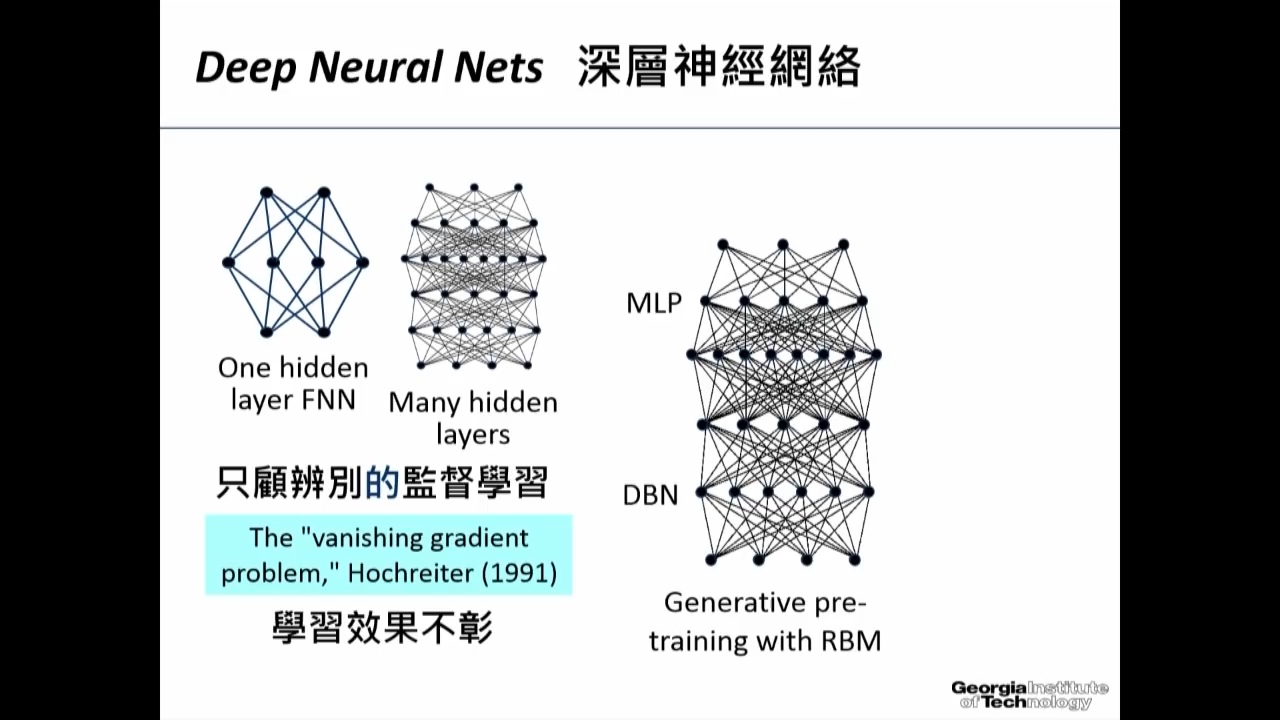 Deep Neural Nets 深層神經網絡
One hidden
layer FNN
Many hidden
layers
只顧辨別的監督學習
The "vanishing gradient
problem," Hochreiter (1991)
學習效果不彰
MLP
DBN
Generative pre-
training with RBM
Georgia Institute
of Technology